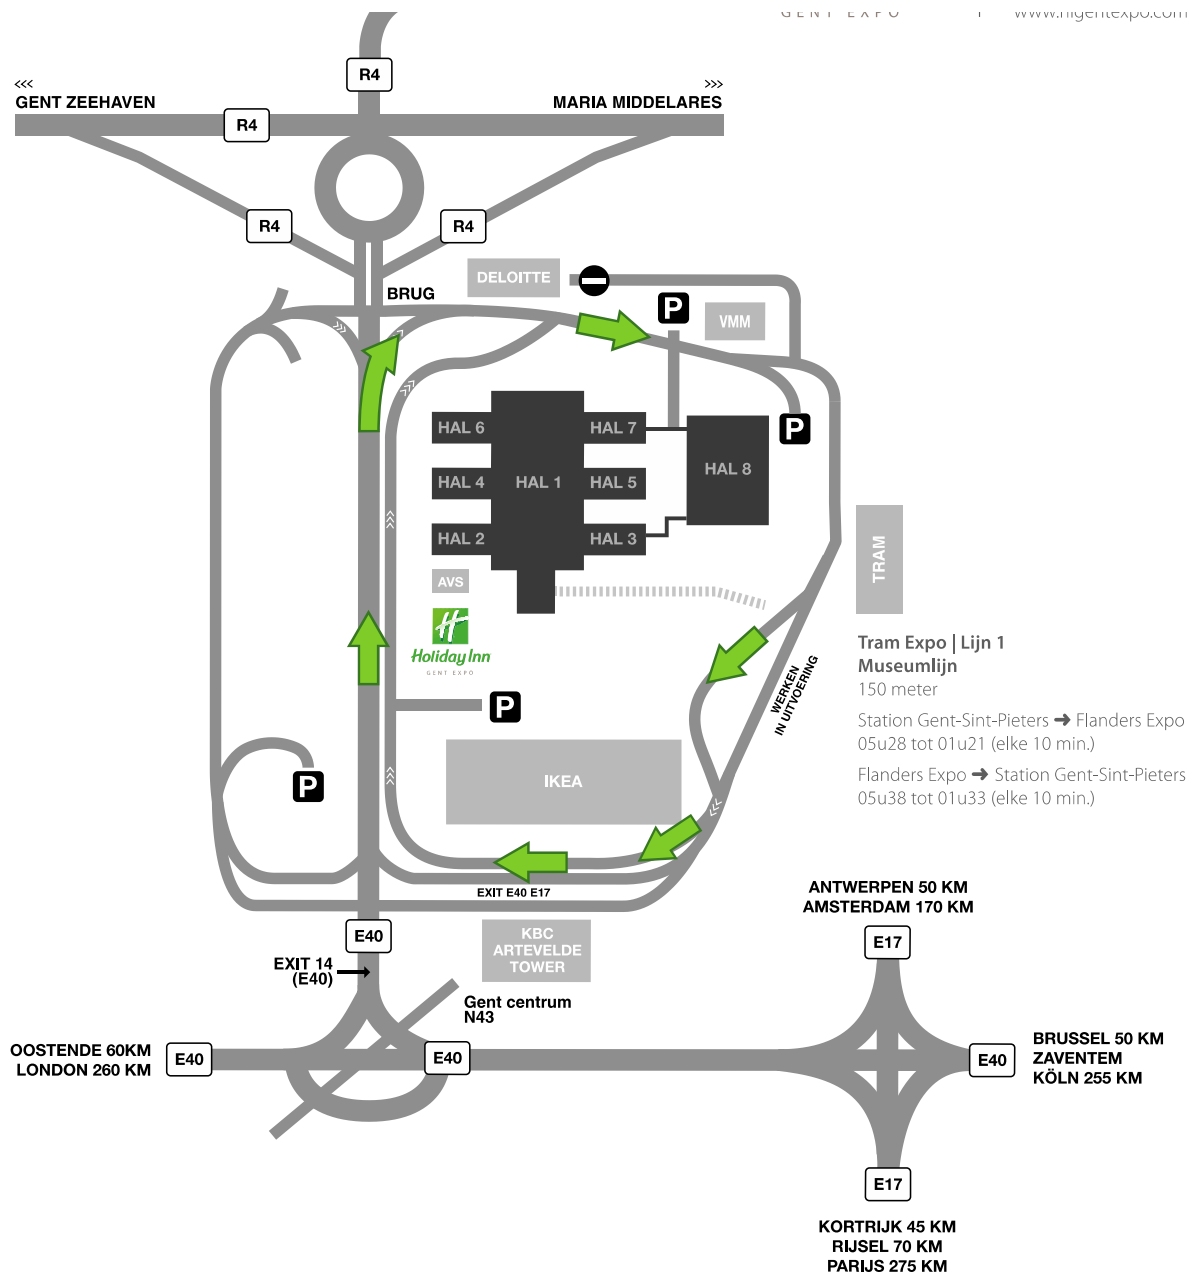 GENT EXPO | www.higentexpo.com
R4
<<<
GENT ZEEHAVEN
>>>
MARIA MIDDELARES
R4
R4
R4
DELOITTE
BRUG
P
VMM
HAL 6
HAL 7
P
HAL 4
HAL 1
HAL 5
HAL 8
HAL 2
HAL 3
TRAM
AVS
H
Holiday Inn
GENT EXPO
WERKEN
IN UITVOERING
Tram Expo | Lijn 1
Museumlijn
150 meter
Station Gent-Sint-Pieters ➜ Flanders Expo
05u28 tot 01u21 (elke 10 min.)
Flanders Expo ➜ Station Gent-Sint-Pieters
05u38 tot 01u33 (elke 10 min.)
P
P
IKEA
EXIT E40 E17
E40
KBC
ARTEVELDE
TOWER
EXIT 14
(E40)
Gent centrum
N43
ANTWERPEN 50 KM
AMSTERDAM 170 KM
E17
OOSTENDE 60KM
LONDON 260 KM
E40
E40
E40
BRUSSEL 50 KM
ZAVENTEM
KÖLN 255 KM
E17
KORTRIJK 45 KM
RIJSEL 70 KM
PARIJS 275 KM